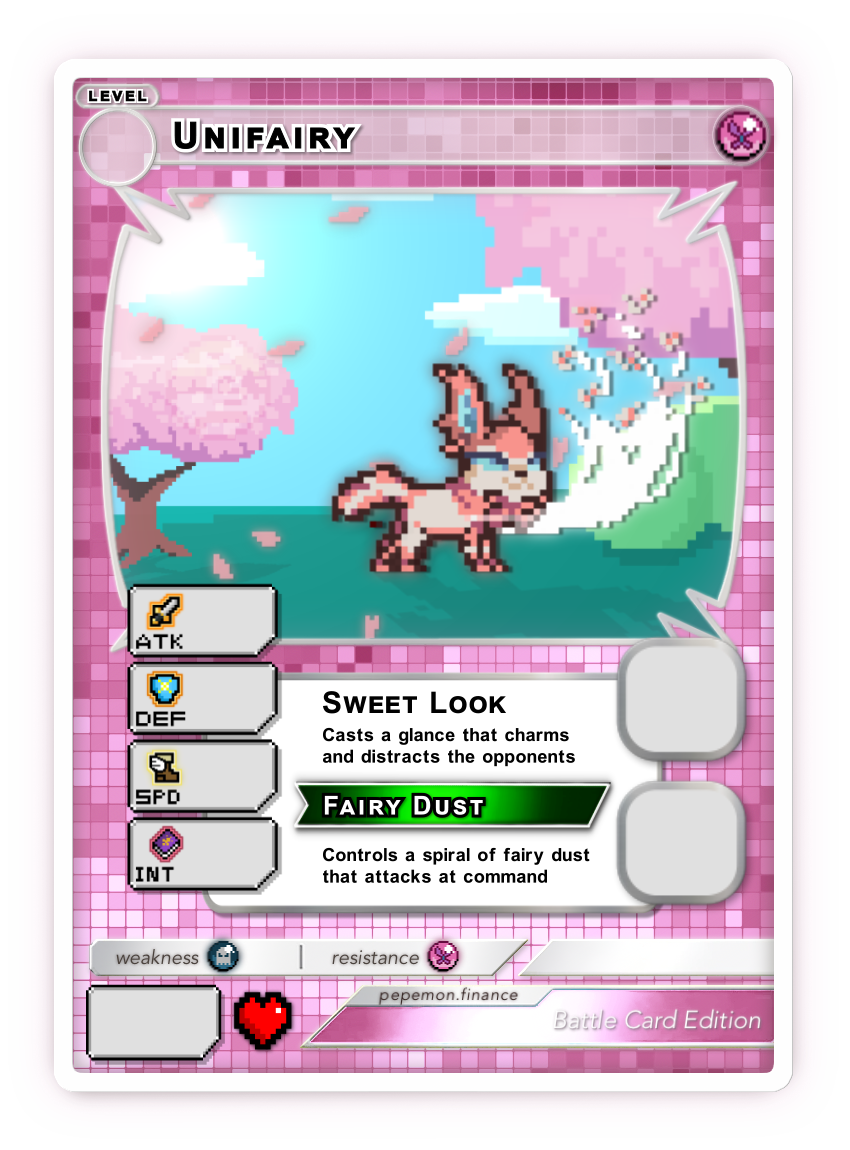 LEVEL
UNIFAIRY
ATK
DEF
SPD
INT
SWEET LOOK
Casts a glance that charms
and distracts the opponents
FAIRY DUST
Controls a spiral of fairy dust
that attacks at command
weakness | resistance
pepemon.finance
Battle Card Edition